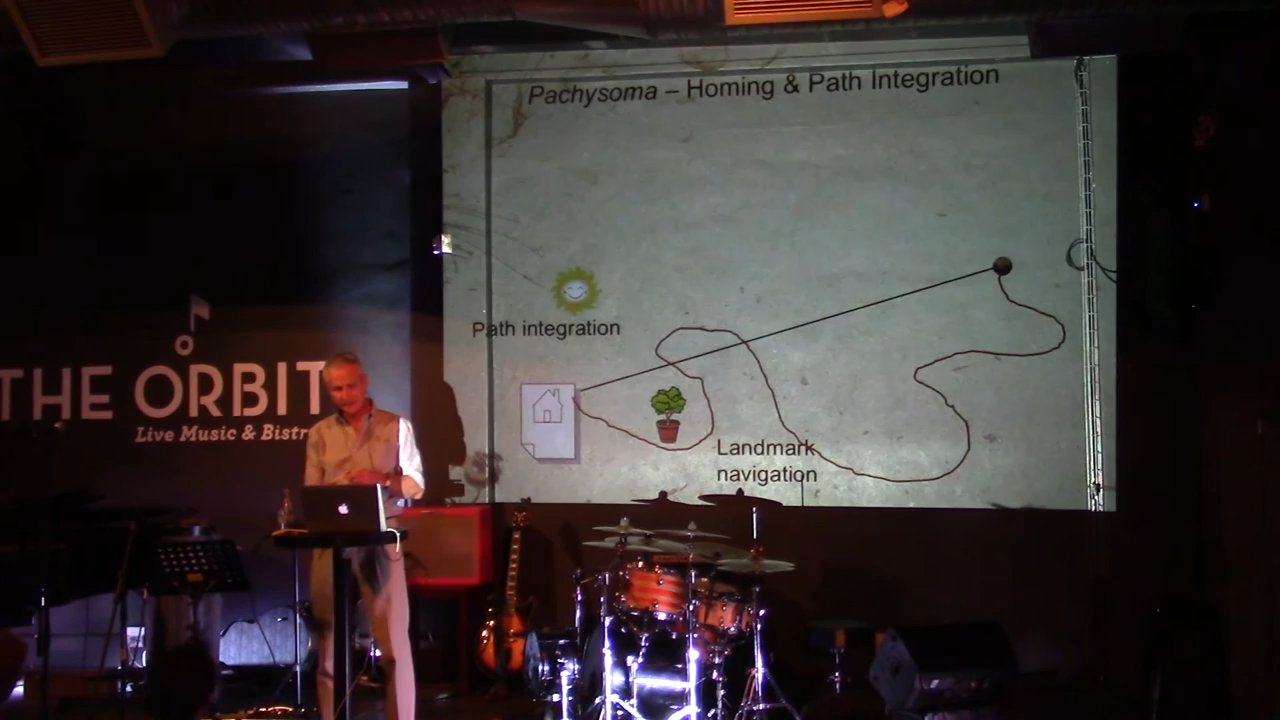 Pachysoma – Homing & Path Integration
Path integration
Landmark
navigation
THE ORBIT
Live Music & Bistr